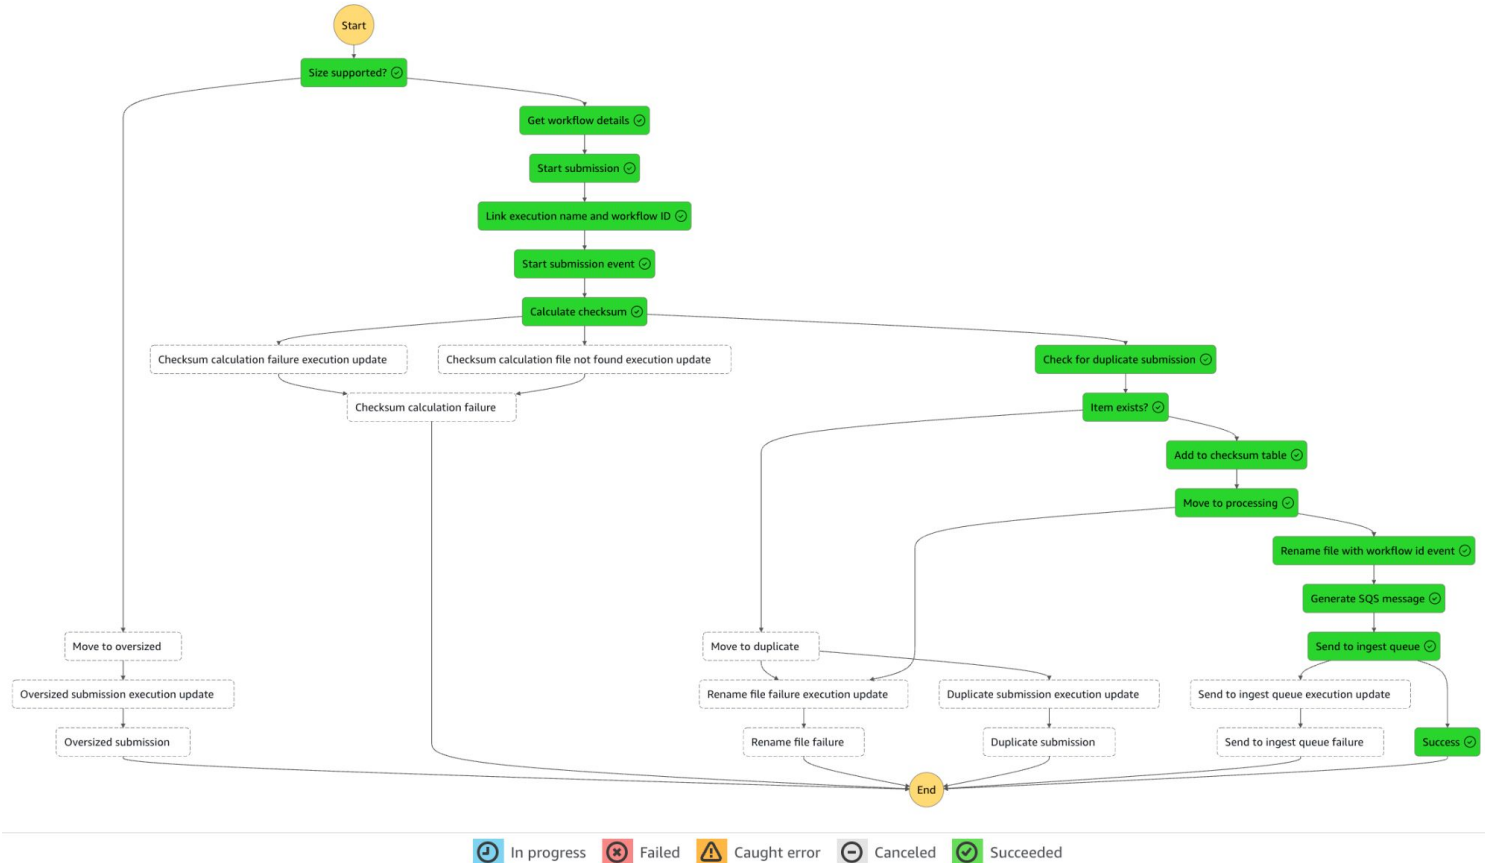 Start
Size supported?
Get workflow details
Start submission
Link execution name and workflow ID
Start submission event
Calculate checksum
Checksum calculation failure execution update
Checksum calculation file not found execution update
Check for duplicate submission
Checksum calculation failure
Item exists?
Add to checksum table
Move to processing
Rename file with workflow id event
Generate SQS message
Move to oversized
Move to duplicate
Send to ingest queue
Oversized submission execution update
Rename file failure execution update
Duplicate submission execution update
Send to ingest queue execution update
Oversized submission
Rename file failure
Duplicate submission
Send to ingest queue failure
Success
End
In progress
Failed
Caught error
Canceled
Succeeded